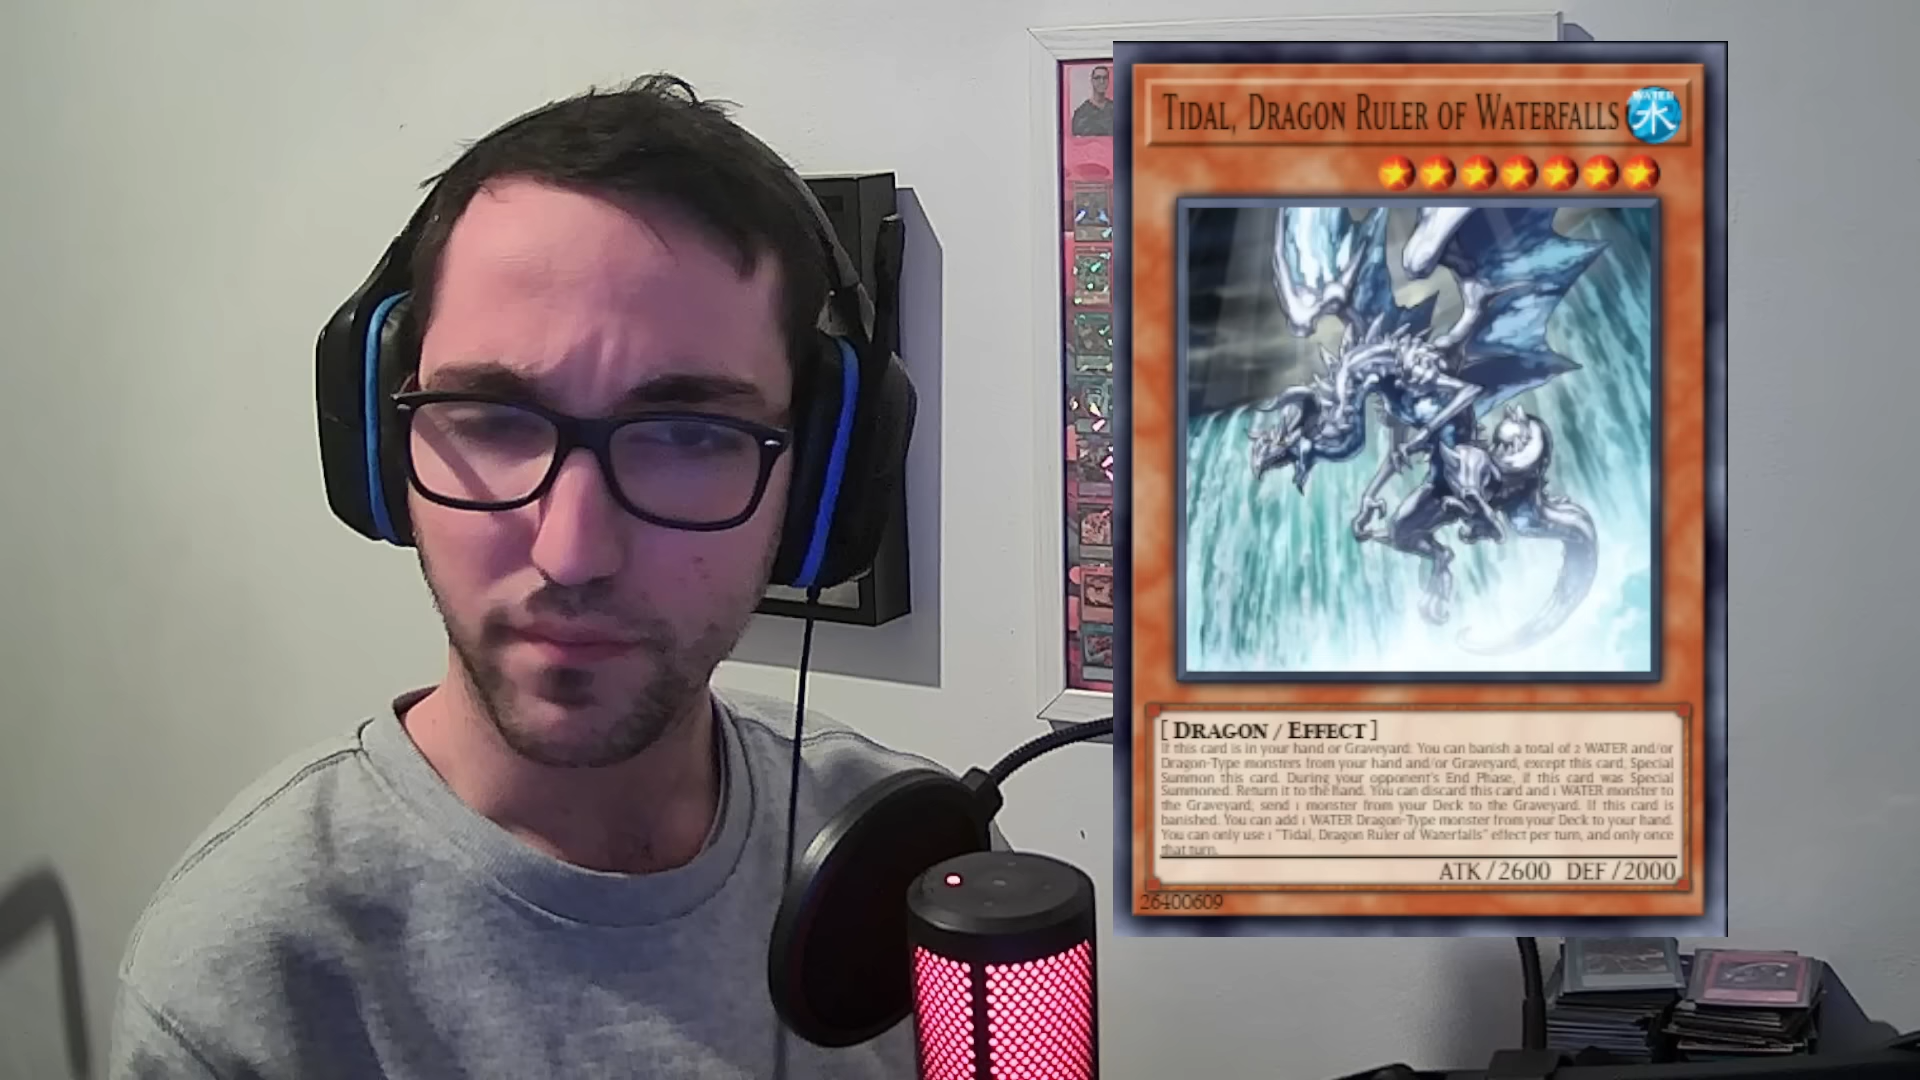 TIDAL, DRAGON RULER OF WATERFALLS
WATER
水
[ DRAGON / EFFECT ]
If this card is in your hand or Graveyard: You can banish a total of 2 WATER and/or
Dragon-Type monsters from your hand and/or Graveyard, except this card; Special
Summon this card. During your opponent's End Phase, if this card was Special
Summoned: Return it to the hand. You can discard this card and 1 WATER monster to
the Graveyard; send 1 monster from your Deck to the Graveyard. If this card is
banished: You can add 1 WATER Dragon-Type monster from your Deck to your hand.
You can only use 1 "Tidal, Dragon Ruler of Waterfalls" effect per turn, and only once
that turn.
ATK / 2600 DEF / 2000
26400609